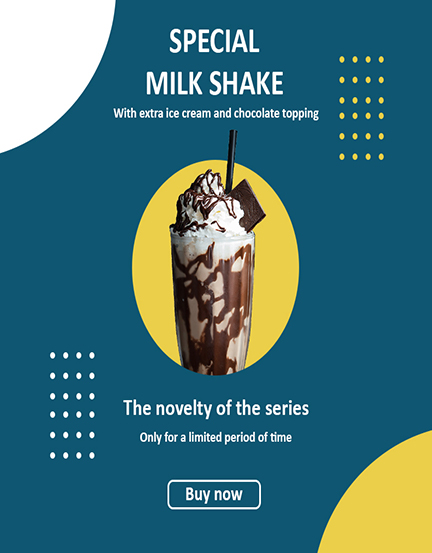 SPECIAL
MILK SHAKE
With extra ice cream and chocolate topping
The novelty of the series
Only for a limited period of time
Buy now